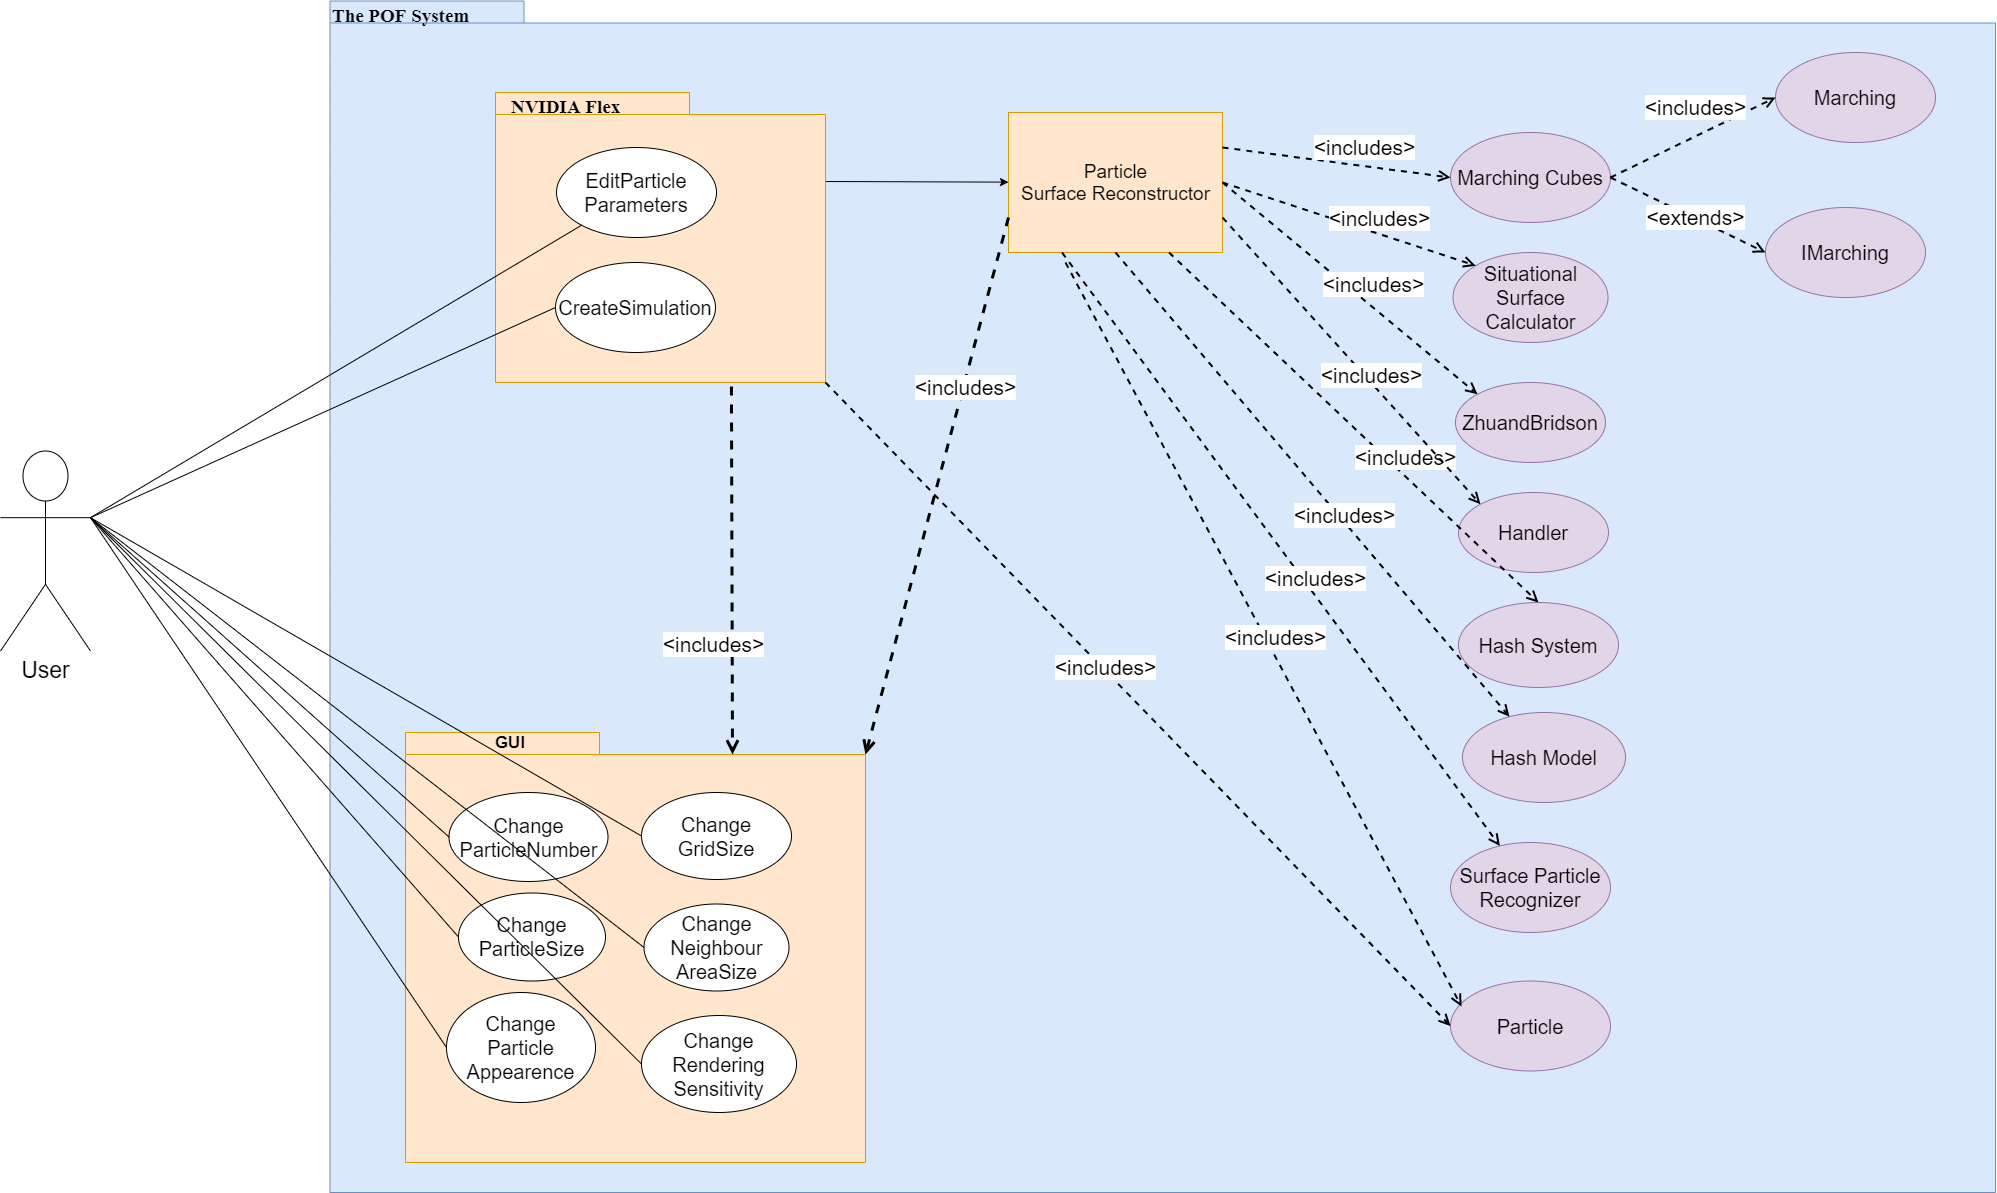 The POF System
NVIDIA Flex
EditParticle
Parameters
CreateSimulation
Particle
Surface Reconstructor
<includes>
Marching Cubes
<includes>
Marching
<extends>
IMarching
<includes>
Situational
Surface
Calculator
<includes>
ZhuandBridson
<includes>
Handler
<includes>
Hash System
<includes>
Hash Model
<includes>
Surface Particle
Recognizer
<includes>
<includes>
Particle
<includes>
<includes>
User
GUI
Change
ParticleNumber
Change
GridSize
Change
ParticleSize
Change
Neighbour
AreaSize
Change
Particle
Appearence
Change
Rendering
Sensitivity